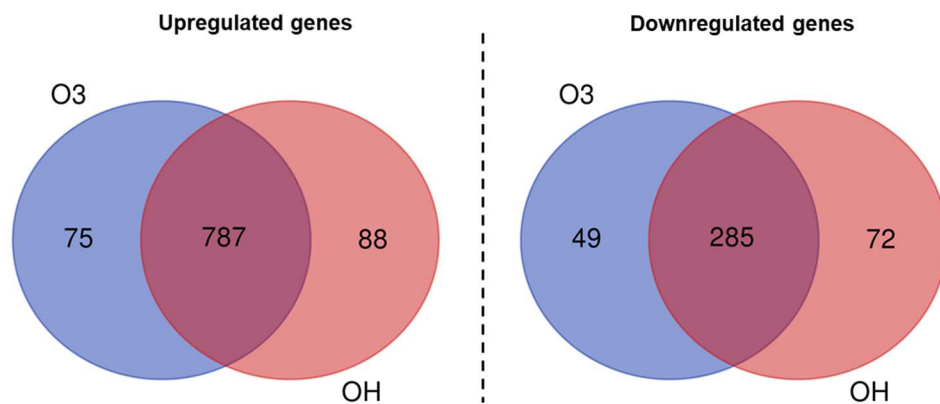 Upregulated genes
O3
75
787
88
OH
Downregulated genes
O3
49
285
72
OH